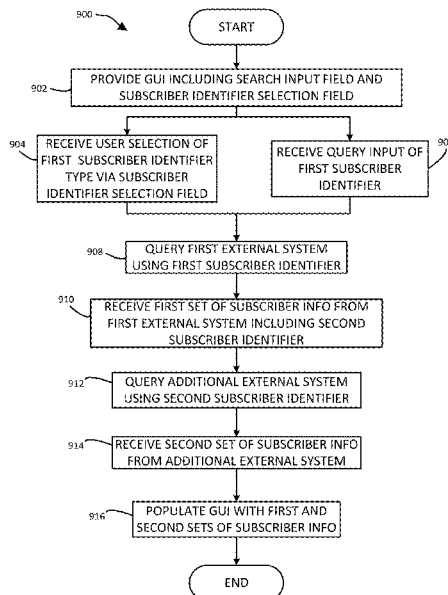 900
START
902
PROVIDE GUI INCLUDING SEARCH INPUT FIELD AND
SUBSCRIBER IDENTIFIER SELECTION FIELD
904
RECEIVE USER SELECTION OF
FIRST SUBSCRIBER IDENTIFIER
TYPE VIA SUBSCRIBER
IDENTIFIER SELECTION FIELD
RECEIVE QUERY INPUT OF
FIRST SUBSCRIBER
IDENTIFIER
908
QUERY FIRST EXTERNAL SYSTEM
USING FIRST SUBSCRIBER IDENTIFIER
910
RECEIVE FIRST SET OF SUBSCRIBER INFO FROM
FIRST EXTERNAL SYSTEM INCLUDING SECOND
SUBSCRIBER IDENTIFIER
912
QUERY ADDITIONAL EXTERNAL SYSTEM
USING SECOND SUBSCRIBER IDENTIFIER
914
RECEIVE SECOND SET OF SUBSCRIBER INFO
FROM ADDITIONAL EXTERNAL SYSTEM
916
POPULATE GUI WITH FIRST AND
SECOND SETS OF SUBSCRIBER INFO
END